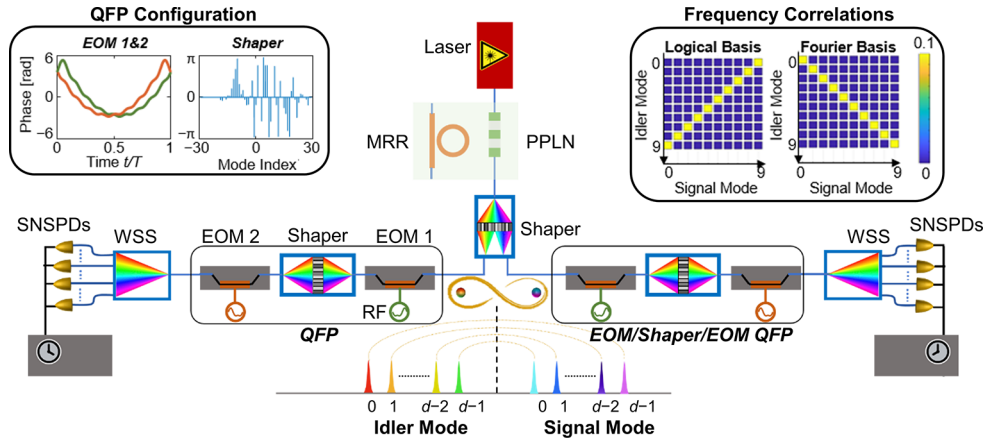 QFP Configuration
EOM 1&2
Shaper
Phase [rad]
6
0
−6
0
0.5
1
Time t/T
π
0
−π
−30
0
30
Mode Index
Laser
MRR
PPLN
Shaper
Frequency Correlations
Logical Basis
Fourier Basis
Idler Mode
0
9
0
9
Signal Mode
Idler Mode
0
9
0
9
Signal Mode
0.1
0
SNSPDs
WSS
EOM 2
Shaper
EOM 1
RF
QFP
EOM/Shaper/EOM QFP
WSS
SNSPDs
0 1 d−2 d−1
0 1 d−2 d−1
Idler Mode
Signal Mode